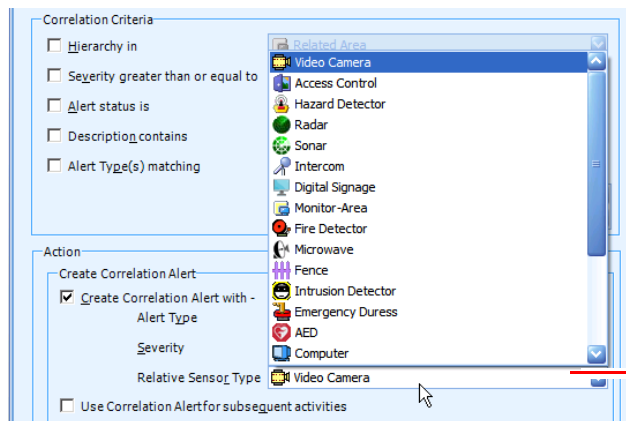 Correlation Criteria
Hierarchy in
Related Area
Severity greater than or equal to
Alert status is
Description contains
Alert Type(s) matching
Video Camera
Access Control
Hazard Detector
Radar
Sonar
Intercom
Digital Signage
Monitor-Area
Fire Detector
Microwave
Fence
Intrusion Detector
Emergency Duress
AED
Computer
Action
Create Correlation Alert
Create Correlation Alert with -
Alert Type
Severity
Relative Sensor Type
Video Camera
Use Correlation Alertfor subsequent activities